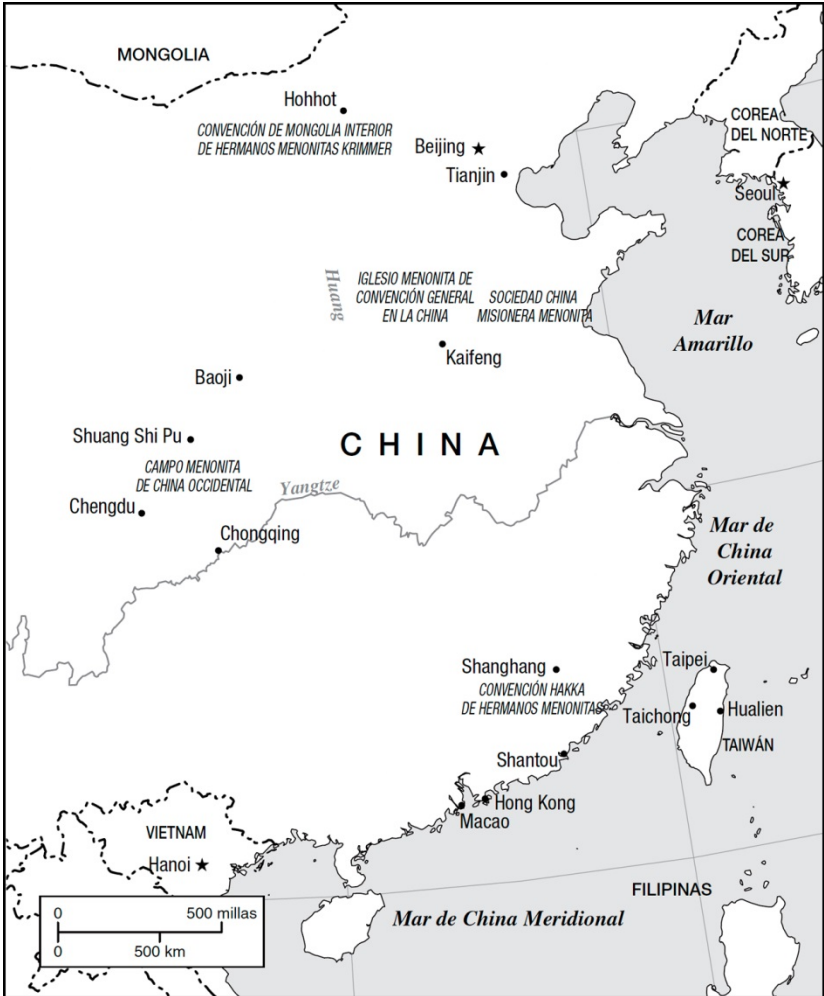 MONGOLIA
Hohhot
CONVENCIÓN DE MONGOLIA INTERIOR
DE HERMANOS MENONITAS KRIMMER
Beijing
Tianjin
COREA
DEL NORTE
Seoul
COREA
DEL SUR
Huang
IGLESIO MENONITA DE
CONVENCIÓN GENERAL
EN LA CHINA
SOCIEDAD CHINA
MISIONERA MENONITA
Mar
Amarillo
Kaifeng
Baoji
Shuang Shi Pu
CHINA
CAMPO MENONITA
DE CHINA OCCIDENTAL
Yangtze
Chengdu
Chongqing
Mar de
China
Oriental
Shanghang
CONVENCIÓN HAKKA
DE HERMANOS MENONITAS
Taipei
Taichong
Hualien
TAIWÁN
Shantou
Hong Kong
Macao
VIETNAM
Hanoi
FILIPINAS
Mar de China Meridional
0 500 millas
0 500 km